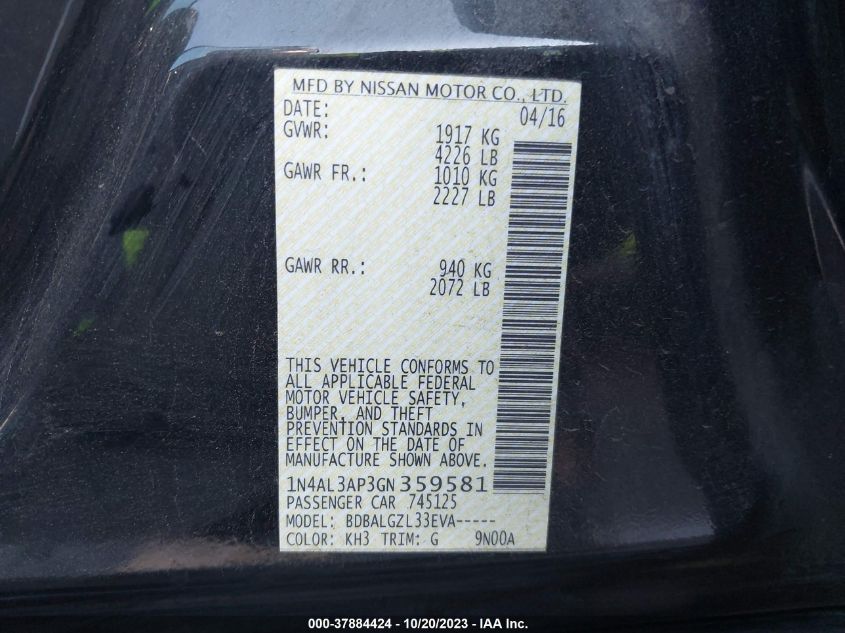 MFD BY NISSAN MOTOR CO., LTD.
DATE: 04/16
GVWR: 1917 KG
4226 LB
GAWR FR.: 1010 KG
2227 LB
GAWR RR.: 940 KG
2072 LB
THIS VEHICLE CONFORMS TO
ALL APPLICABLE FEDERAL
MOTOR VEHICLE SAFETY,
BUMPER, AND THEFT
PREVENTION STANDARDS IN
EFFECT ON THE DATE OF
MANUFACTURE SHOWN ABOVE.
1N4AL3AP3GN359581
PASSENGER CAR 745125
MODEL: BDBALGZL33EVA-----
COLOR: KH3 TRIM: G 9N00A
000-37884424 - 10/20/2023 - IAA Inc.